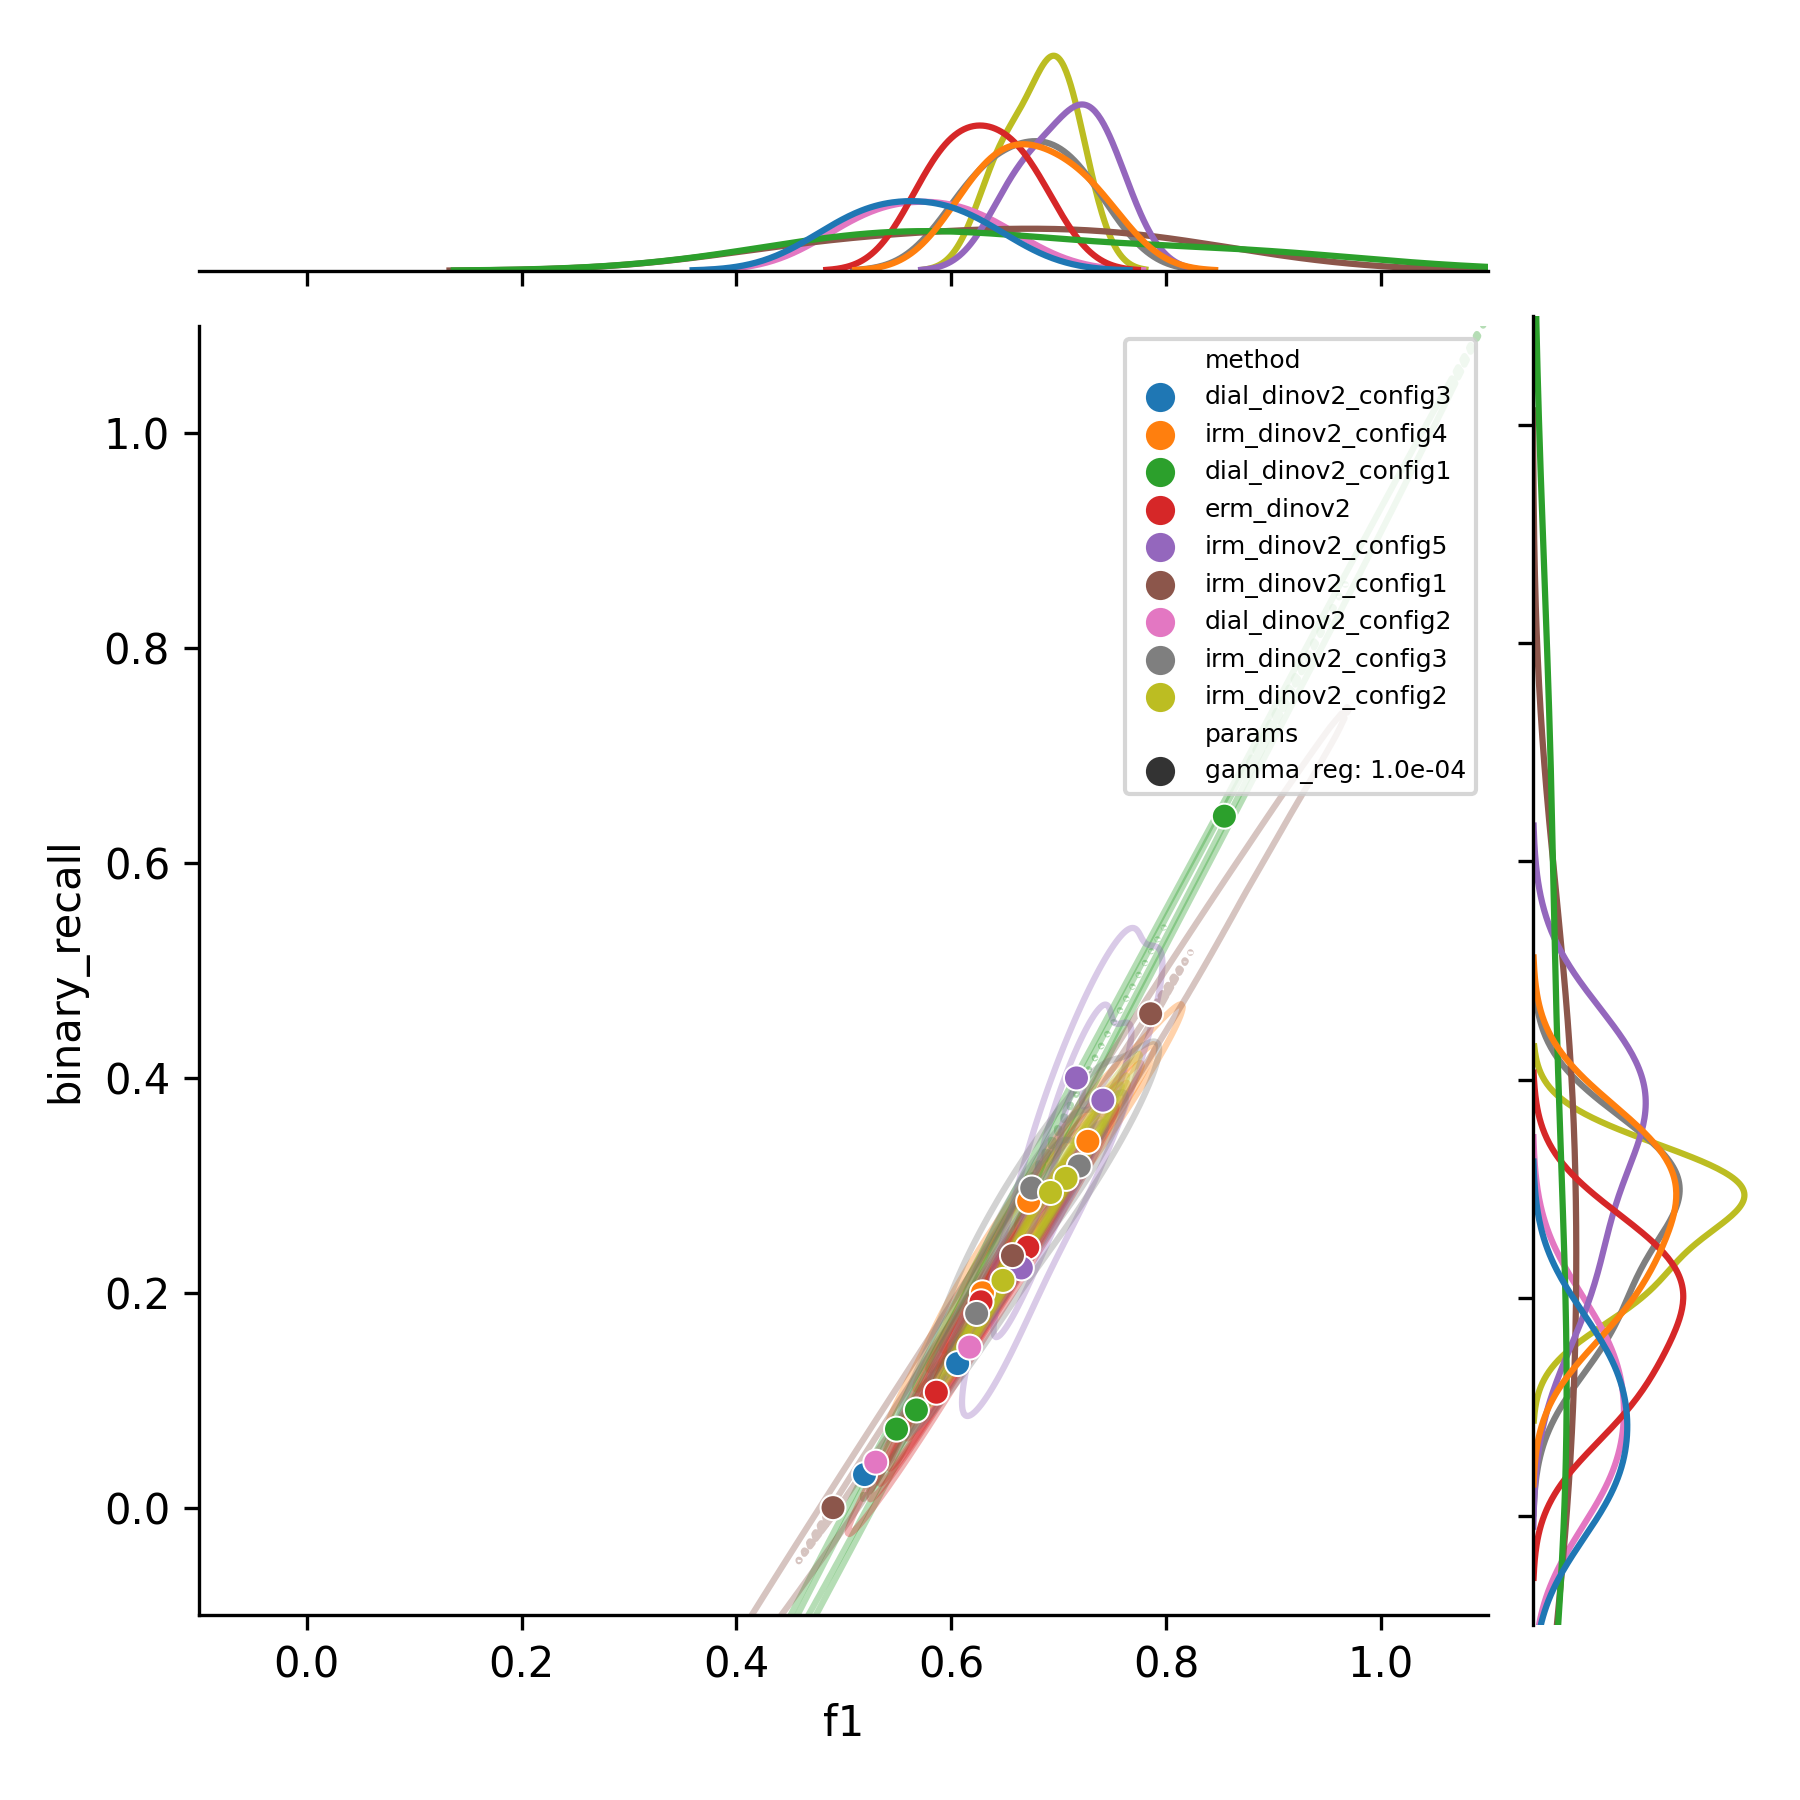 method
dial_dinov2_config3
irm_dinov2_config4
dial_dinov2_config1
erm_dinov2
irm_dinov2_config5
irm_dinov2_config1
dial_dinov2_config2
irm_dinov2_config3
irm_dinov2_config2
params
gamma_reg: 1.0e-04
1.0
0.8
0.6
0.4
0.2
0.0
binary_recall
0.0 0.2 0.4 0.6 0.8 1.0
f1